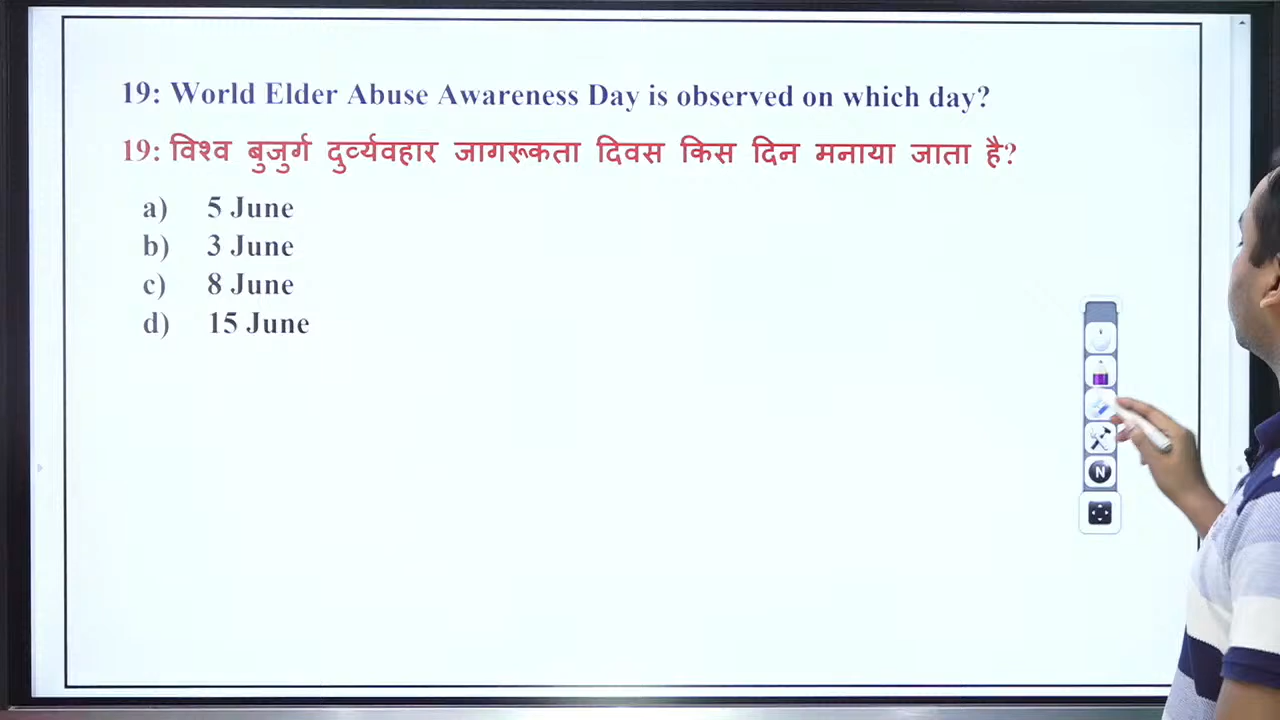 19: World Elder Abuse Awareness Day is observed on which day?
19: विश्व बुजुर्ग दुर्व्यवहार जागरूकता दिवस किस दिन मनाया जाता है?
a) 5 June
b) 3 June
c) 8 June
d) 15 June
N